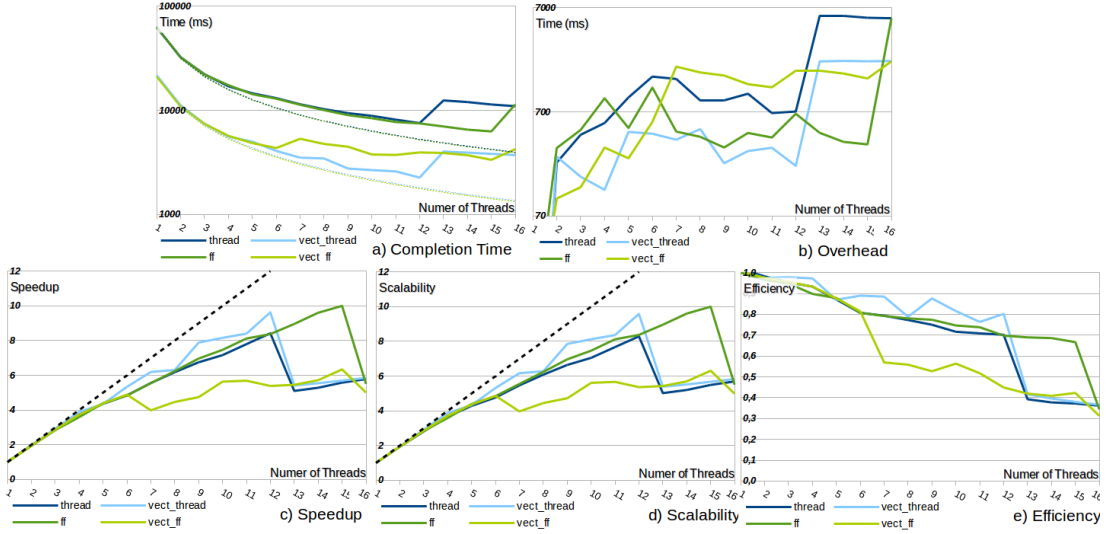 100000
Time (ms)
10000
1000
Numer of Threads
1 2 3 4 5 6 7 8 9 10 11 12 13 14 15 16
thread vect_thread
ff vect_ff
a) Completion Time
7000
Time (ms)
700
70
Numer of Threads
1 2 3 4 5 6 7 8 9 10 11 12 13 14 15 16
thread vect_thread
ff vect_ff
b) Overhead
12
Speedup
10
8
6
4
2
0
Numer of Threads
1 2 3 4 5 6 7 8 9 10 11 12 13 14 15 16
thread vect_thread
ff vect_ff
c) Speedup
12
Scalability
10
8
6
4
2
0
Numer of Threads
1 2 3 4 5 6 7 8 9 10 11 12 13 14 15 16
thread vect_thread
ff vect_ff
d) Scalability
1,0
Efficiency
0,9
0,8
0,7
0,6
0,5
0,4
0,3
0,2
0,1
0,0
Numer of Threads
1 2 3 4 5 6 7 8 9 10 11 12 13 14 15 16
thread vect_thread
ff vect_ff
e) Efficiency